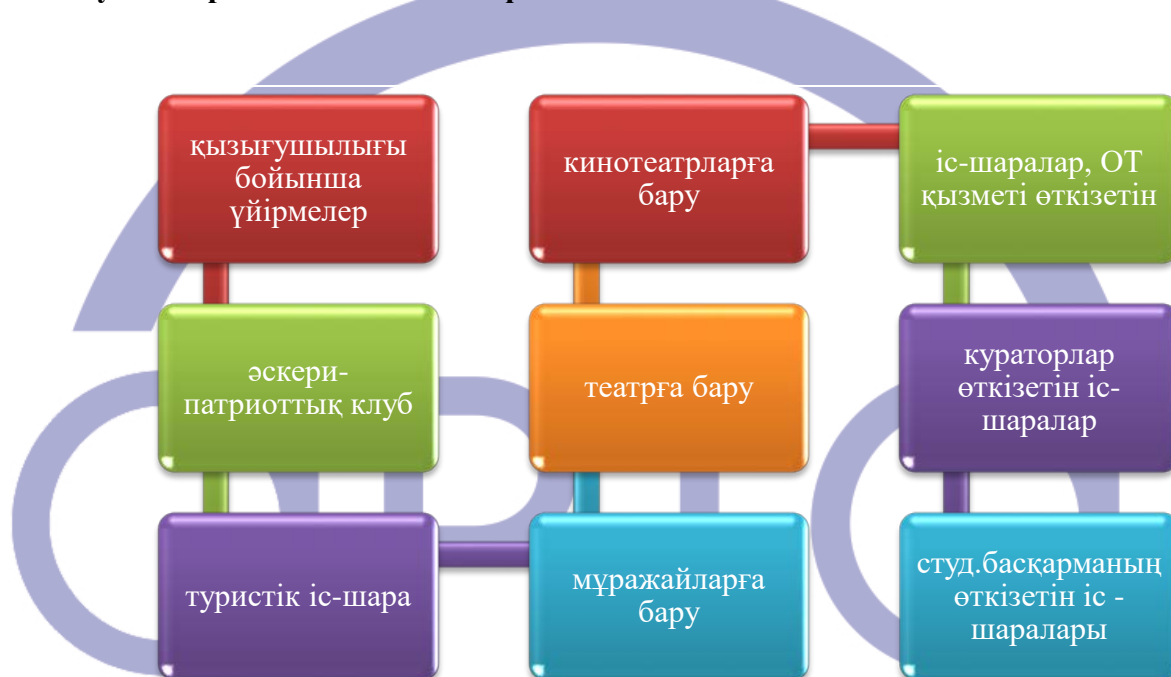 қызығушылығы
бойынша
үйірмелер
әскери-
патриоттық клуб
туристік іс-шара
мұражайларға
бару
театрға бару
кинотеатрларға
бару
іс-шаралар, ОТ
қызметі өткізетін
кураторлар
өткізетін іс-
шаралар
студ.басқарманың
өткізетін іс -
шаралары